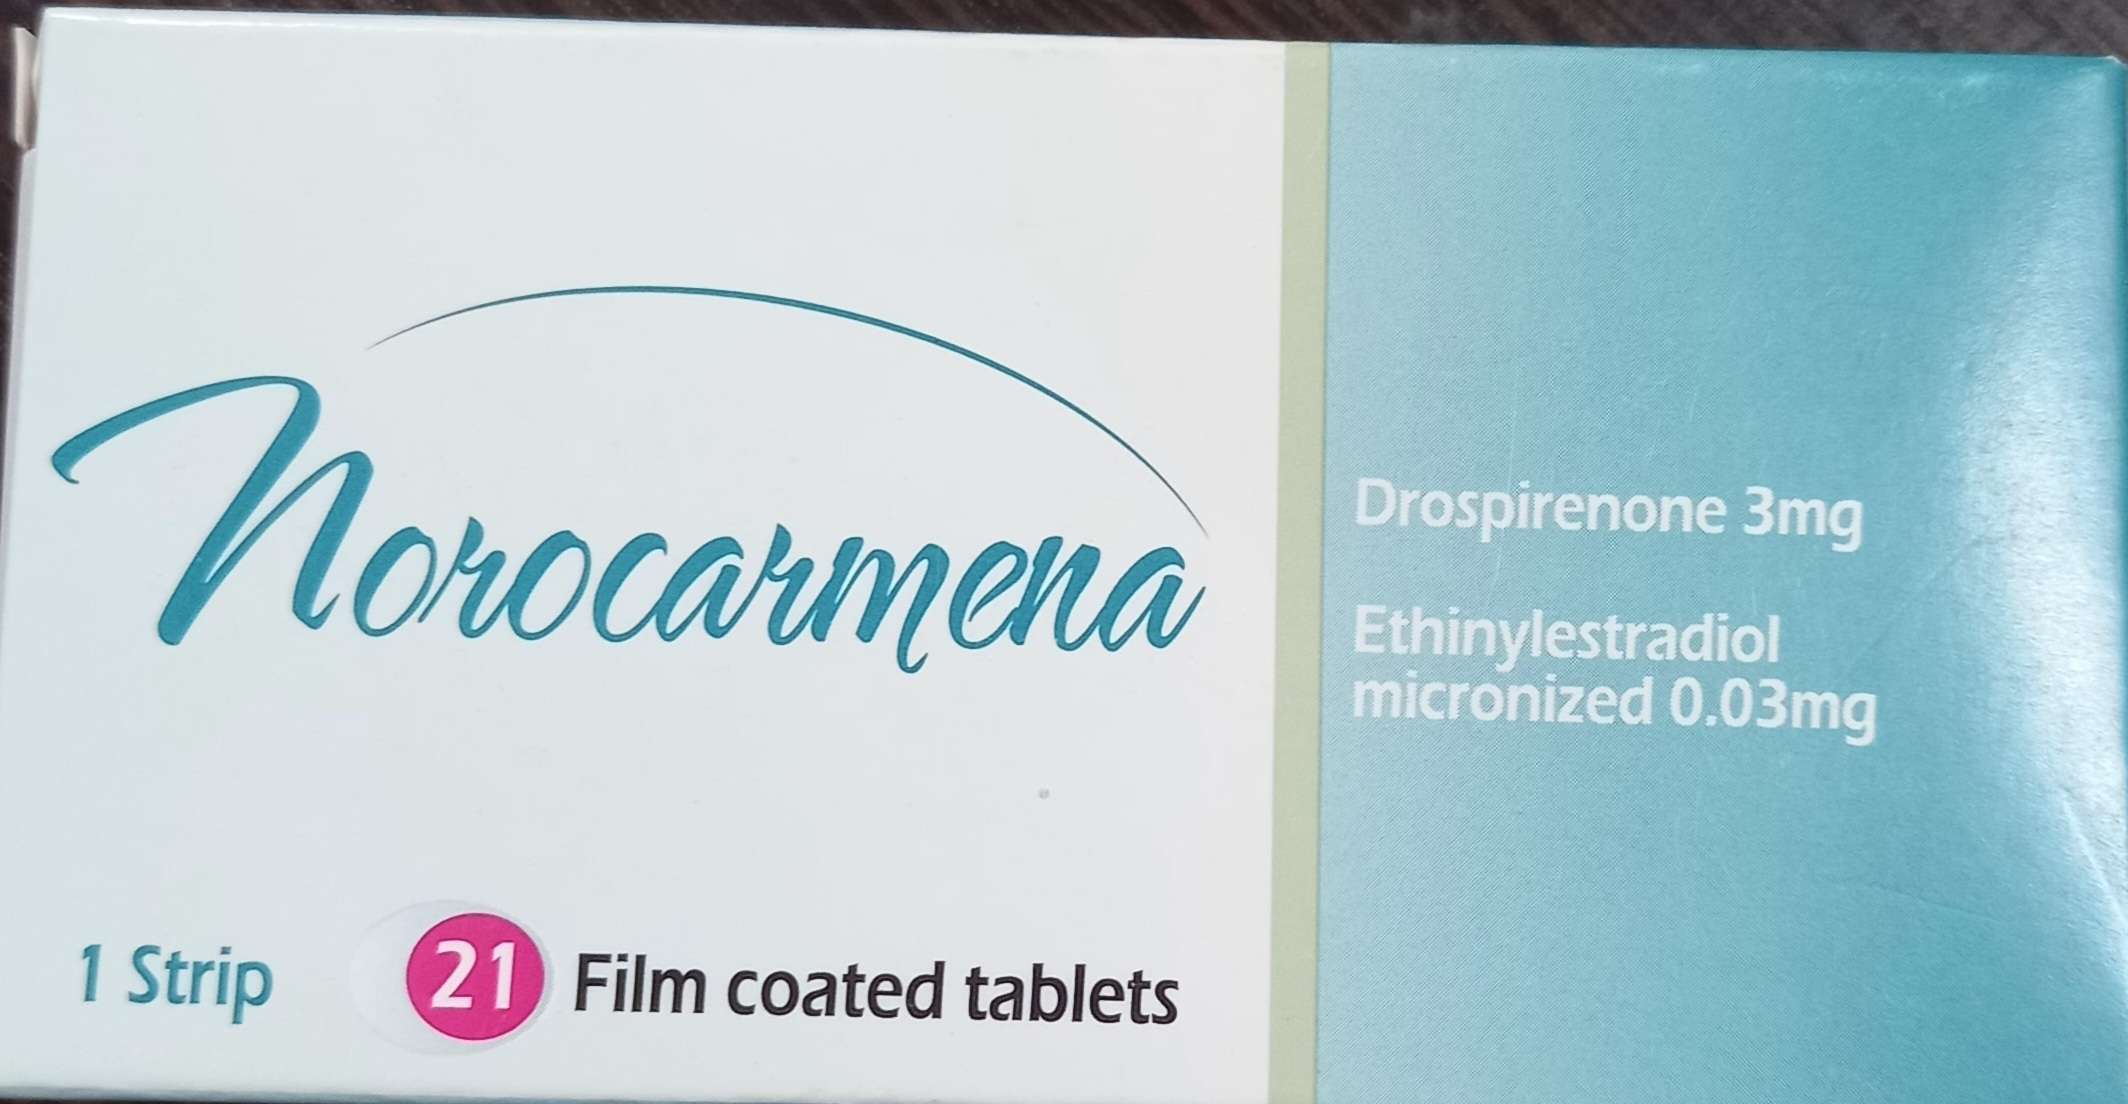 Norocarmena
1 Strip 21 Film coated tablets
Drospirenone 3mg
Ethinylestradiol
micronized 0.03mg